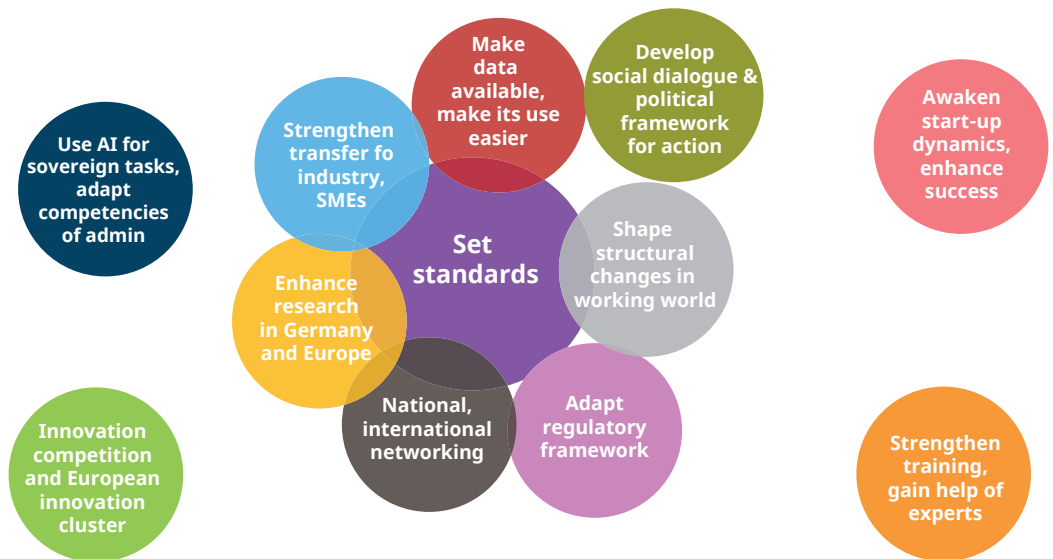 Make
data
available,
make its use
easier
Develop
social dialogue &
political
framework
for action
Awaken
start-up
dynamics,
enhance
success
Strengthen
transfer fo
industry,
SMEs
Use AI for
sovereign tasks,
adapt
competencies
of admin
Set
standards
Shape
structural
changes in
working world
Enhance
research
in Germany
and Europe
National,
international
networking
Adapt
regulatory
framework
Innovation
competition
and European
innovation
cluster
Strengthen
training,
gain help of
experts